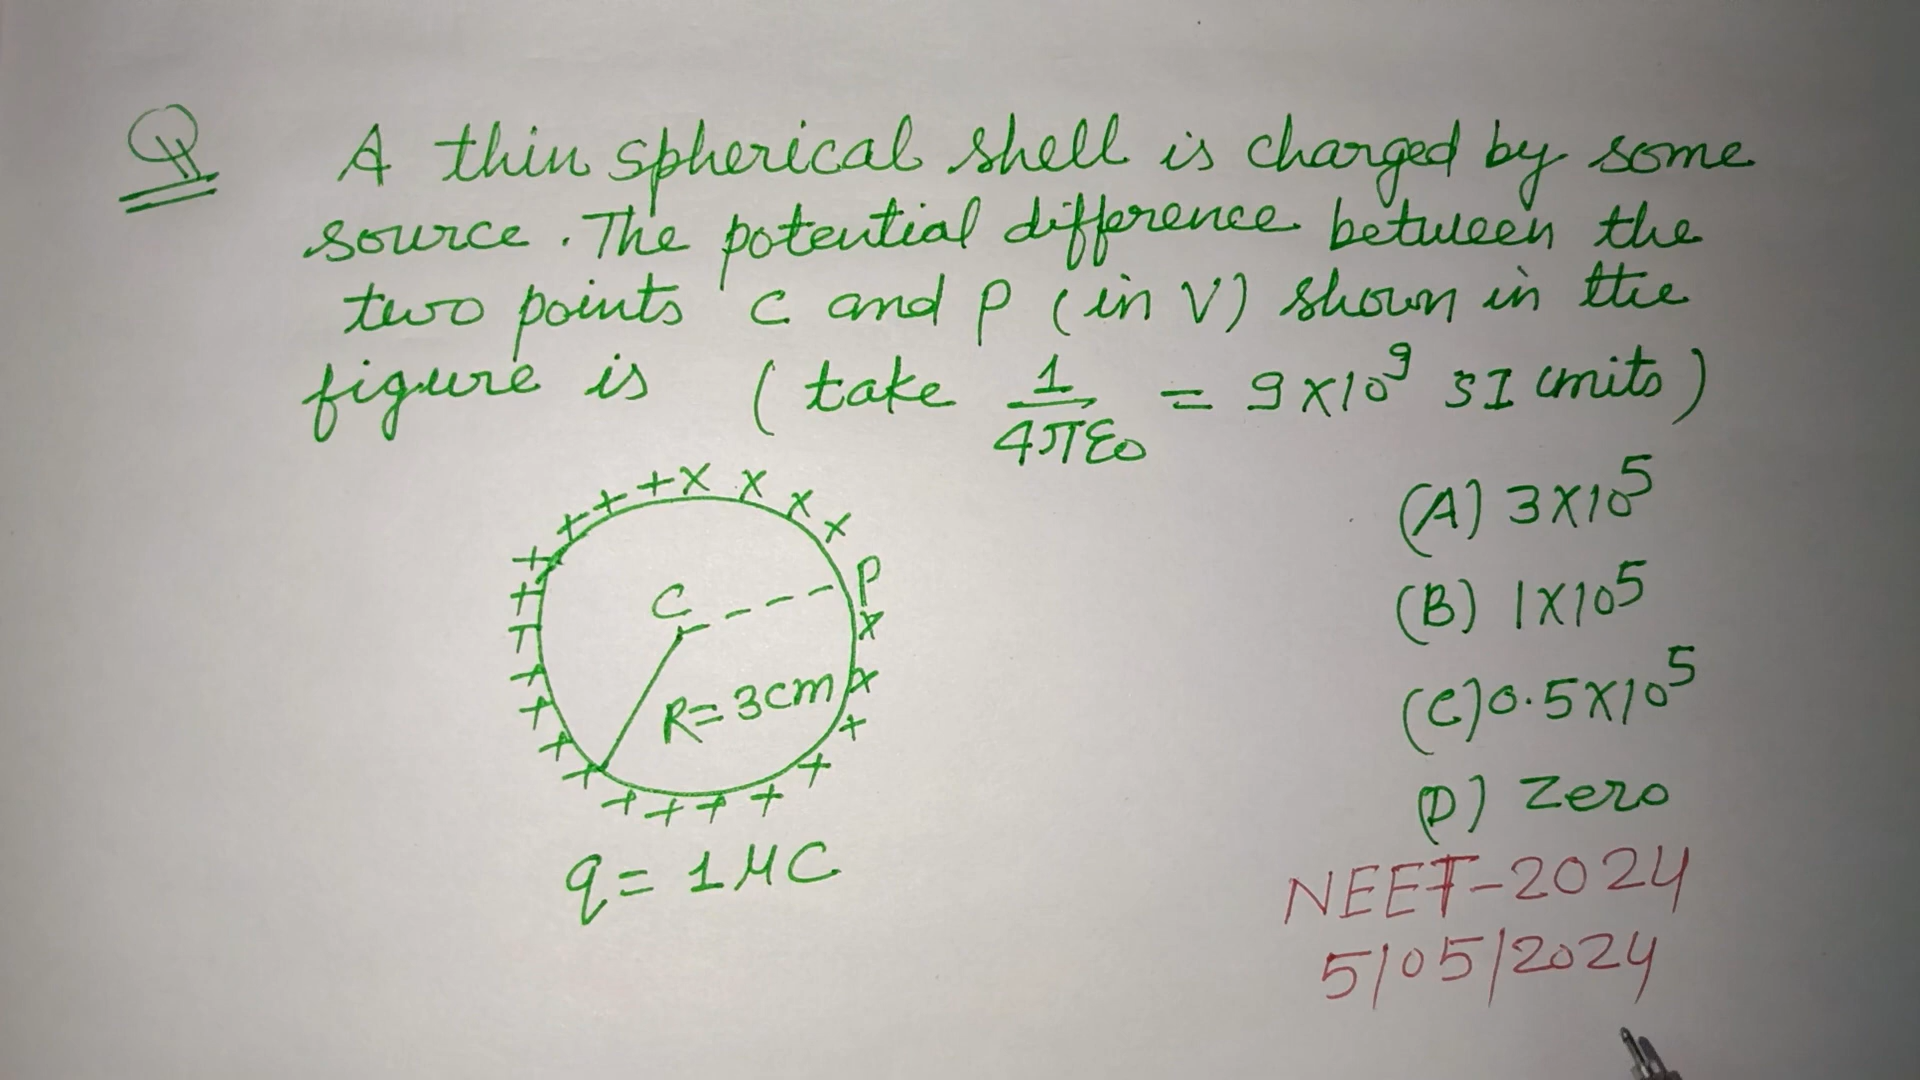 Q A thin spherical shell is charged by some
source. The potential difference between the
two points C and P (in V) shown in the
figure is (take 1/4πε0 = 9×10⁹ SI units)
(A) 3×10⁵
(B) 1×10⁵
(C) 0.5×10⁵
(D) Zero
C
P
R=3cm
q=1μC
NEET-2024
5/05/2024